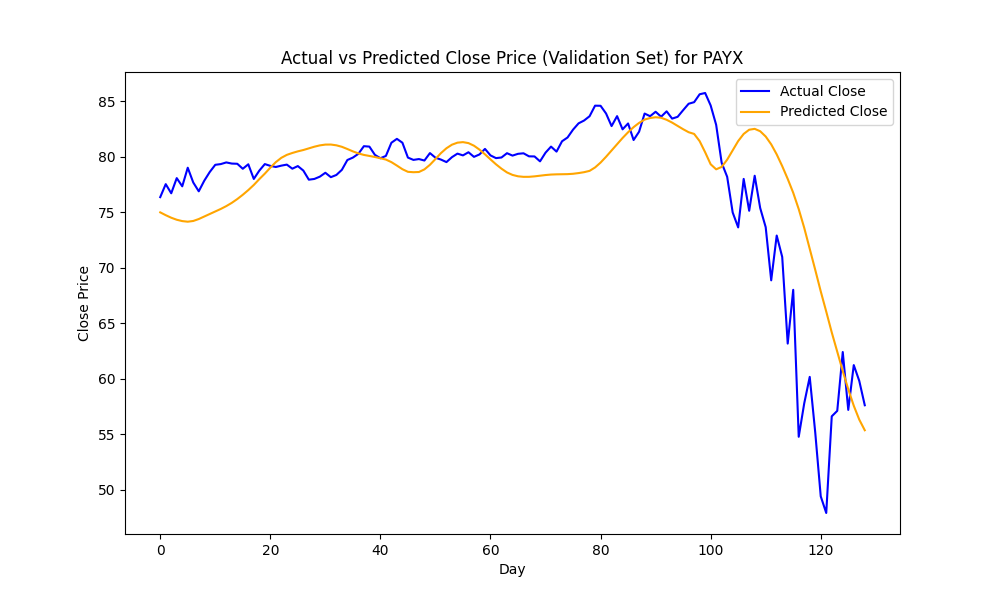 Actual vs Predicted Close Price (Validation Set) for PAYX
Actual Close
Predicted Close
Close Price
85
80
75
70
65
60
55
50
0 20 40 60 80 100 120
Day